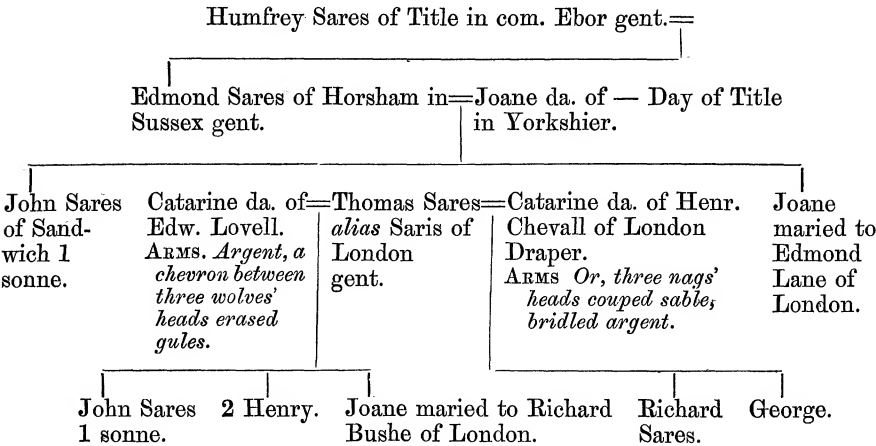 Humfrey Sares of Title in com. Ebor gent.=
Edmond Sares of Horsham in=Joane da. of — Day of Title
Sussex gent.
in Yorkshier.
John Sares
of Sand-
wich 1
sonne.
Catarine da. of=
Edw. Lovell.
ARMS. Argent, a
chevron between
three wolves'
heads erased
gules.
Thomas Sares=
alias Saris of
London
gent.
Catarine da. of Henr.
Chevall of London
Draper.
ARMS Or, three nags'
heads couped sable,
bridled argent.
Joane
maried to
Edmond
Lane of
London.
John Sares
1 sonne.
2 Henry.
Joane maried to Richard
Bushe of London.
Richard
Sares.
George.